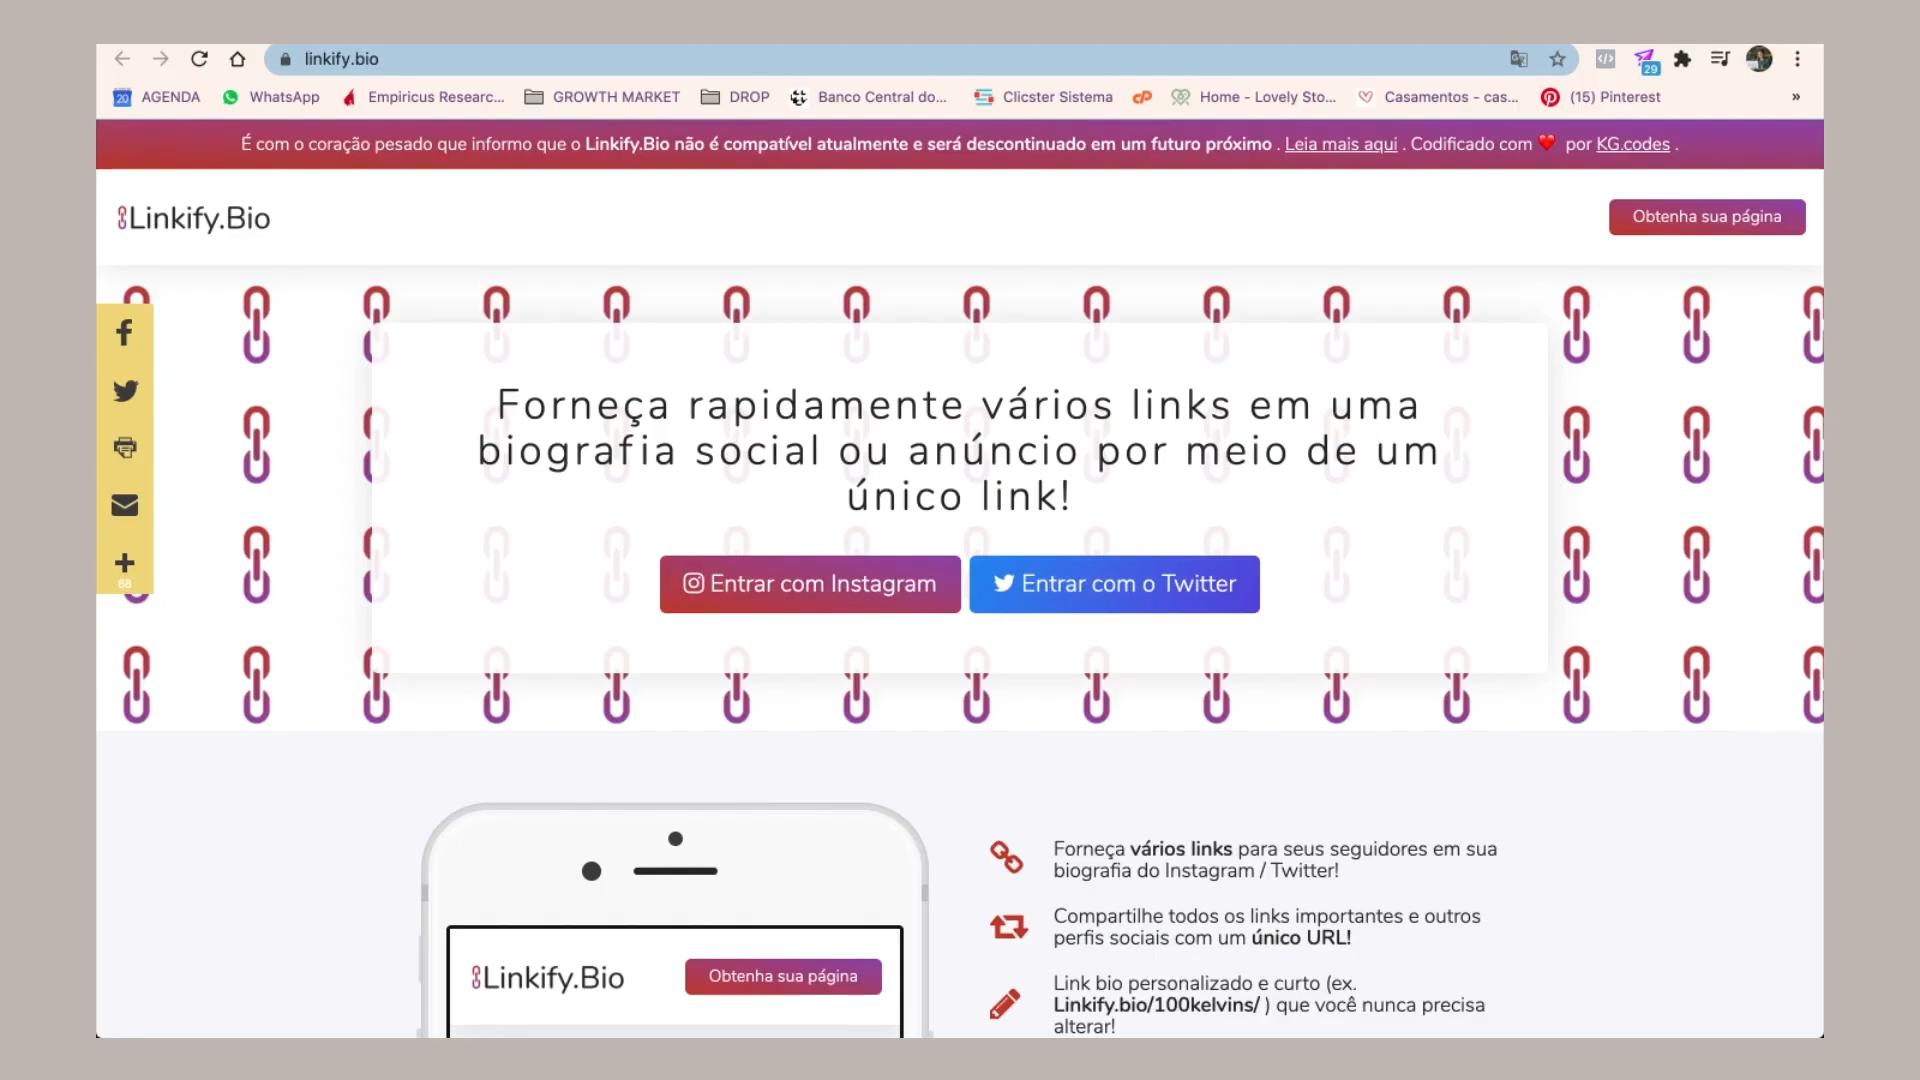 linkify.bio
29
20 AGENDA WhatsApp Empiricus Researc... GROWTH MARKET DROP Banco Central do... Clicster Sistema cP Home - Lovely Sto... Casamentos - cas... (15) Pinterest »
É com o coração pesado que informo que o Linkify.Bio não é compatível atualmente e será descontinuado em um futuro próximo . Leia mais aqui . Codificado com ❤️ por KG.codes .
Linkify.Bio
Obtenha sua página
Forneça rapidamente vários links em uma
biografia social ou anúncio por meio de um
único link!
Entrar com Instagram
Entrar com o Twitter
68
Forneça vários links para seus seguidores em sua
biografia do Instagram / Twitter!
Compartilhe todos os links importantes e outros
perfis sociais com um único URL!
Link bio personalizado e curto (ex.
Linkify.bio/100kelvins/ ) que você nunca precisa
alterar!
Linkify.Bio
Obtenha sua página